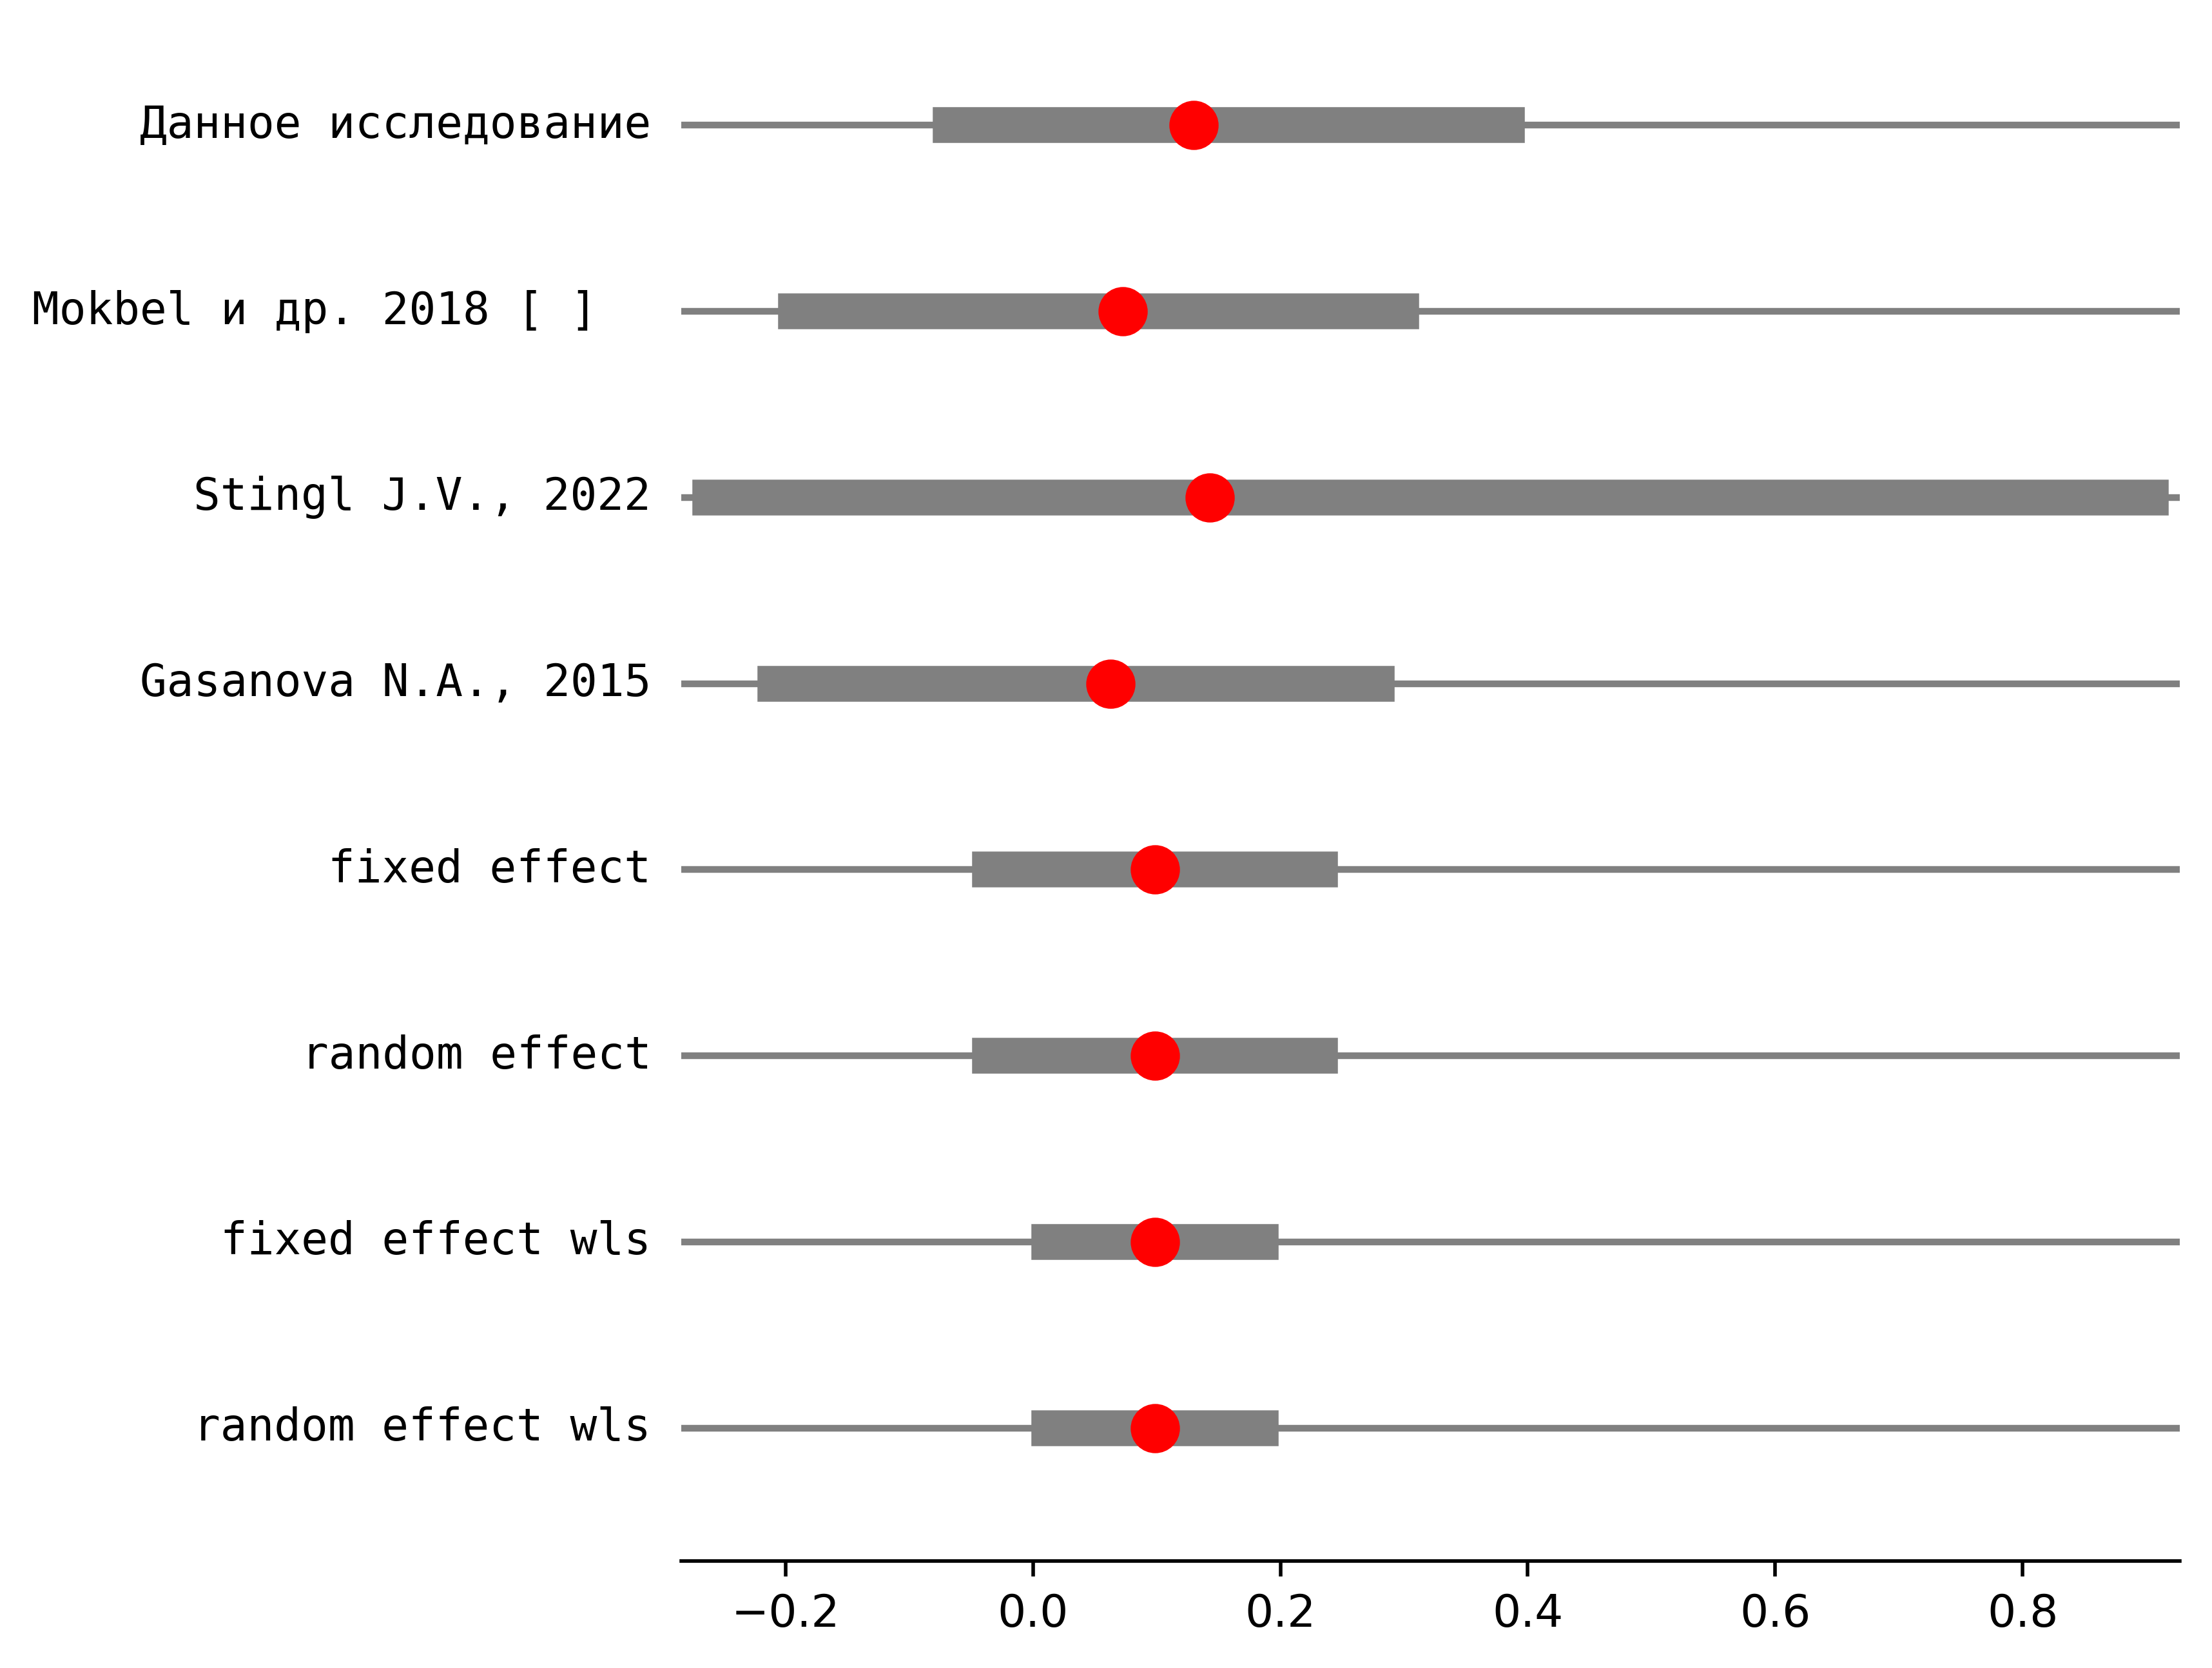 Данное исследование
Mokbel и др. 2018 [ ]
Stingl J.V., 2022
Gasanova N.A., 2015
fixed effect
random effect
fixed effect wls
random effect wls
−0.2 0.0 0.2 0.4 0.6 0.8